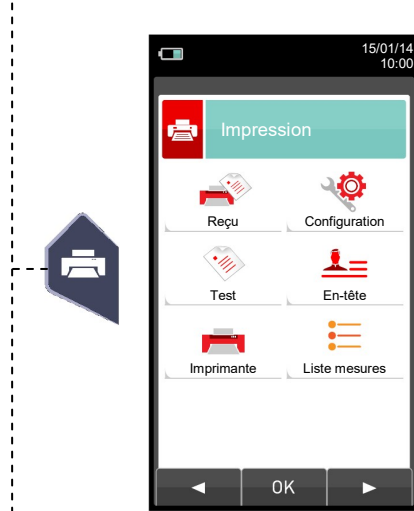 15/01/14
10:00
Impression
Reçu
Configuration
Test
En-tête
Imprimante
Liste mesures
OK